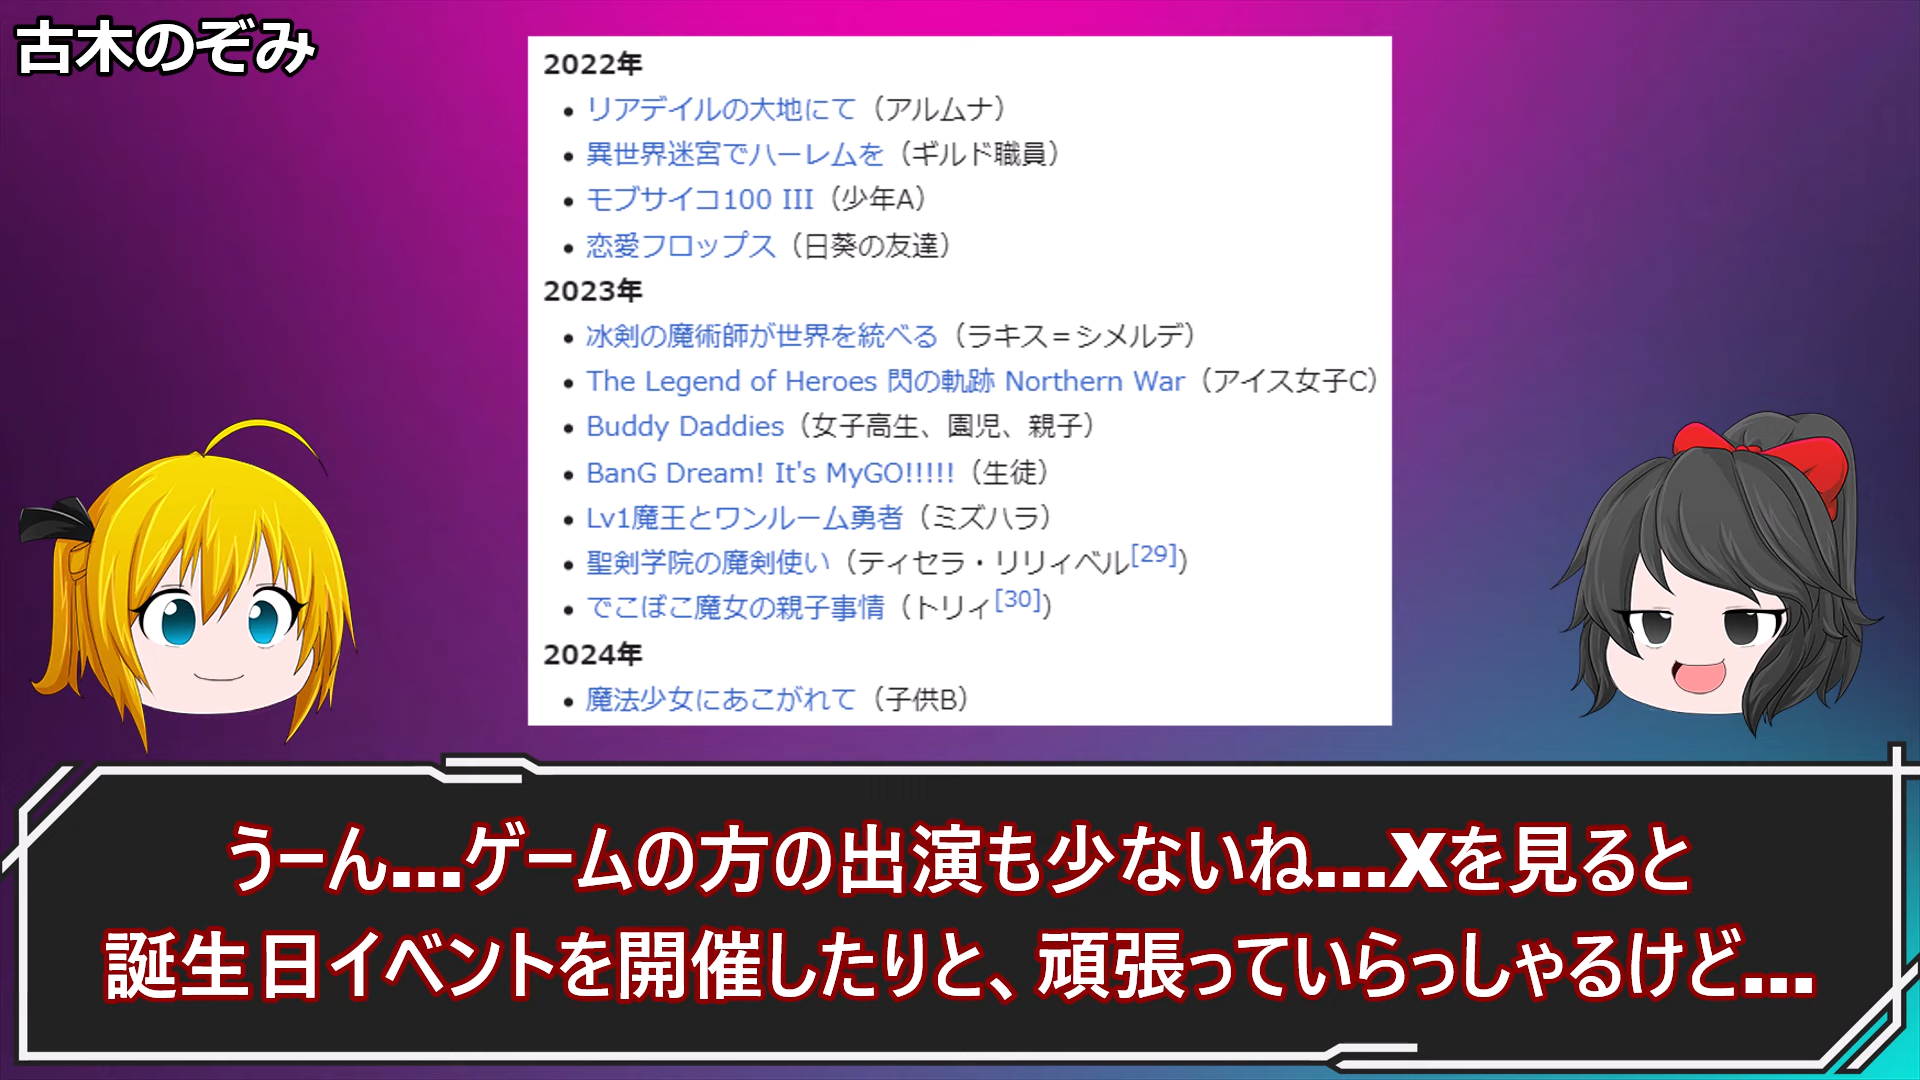 古木のぞみ
2022年
• リアデイルの大地にて（アルムナ）
• 異世界迷宮でハーレムを（ギルド職員）
• モブサイコ100 III（少年A）
• 恋愛フロップス（日葵の友達）
2023年
• 冰剣の魔術師が世界を統べる（ラキス＝シメルデ）
• The Legend of Heroes 閃の軌跡 Northern War（アイス女子C）
• Buddy Daddies（女子高生、園児、親子）
• BanG Dream! It's MyGO!!!!!（生徒）
• Lv1魔王とワンルーム勇者（ミズハラ）
• 聖剣学院の魔剣使い（ティセラ・リリィベル[29]）
• でこぼこ魔女の親子事情（トリィ[30]）
2024年
• 魔法少女にあこがれて（子供B）
うーん...ゲームの方の出演も少ないね...Xを見ると
誕生日イベントを開催したりと、頑張っていらっしゃるけど...